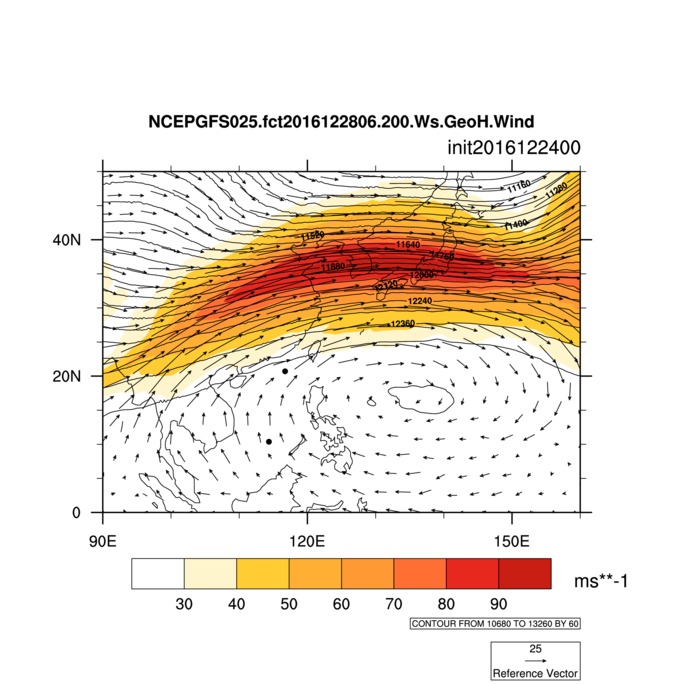 NCEPGFS025.fct2016122806.200.Ws.GeoH.Wind
init2016122400
11160
11280
11400
11520
11640
11760
11880
12000
12120
12240
12360
40N
20N
0
90E 120E 150E
ms**-1
30 40 50 60 70 80 90
CONTOUR FROM 10680 TO 13260 BY 60
25
Reference Vector